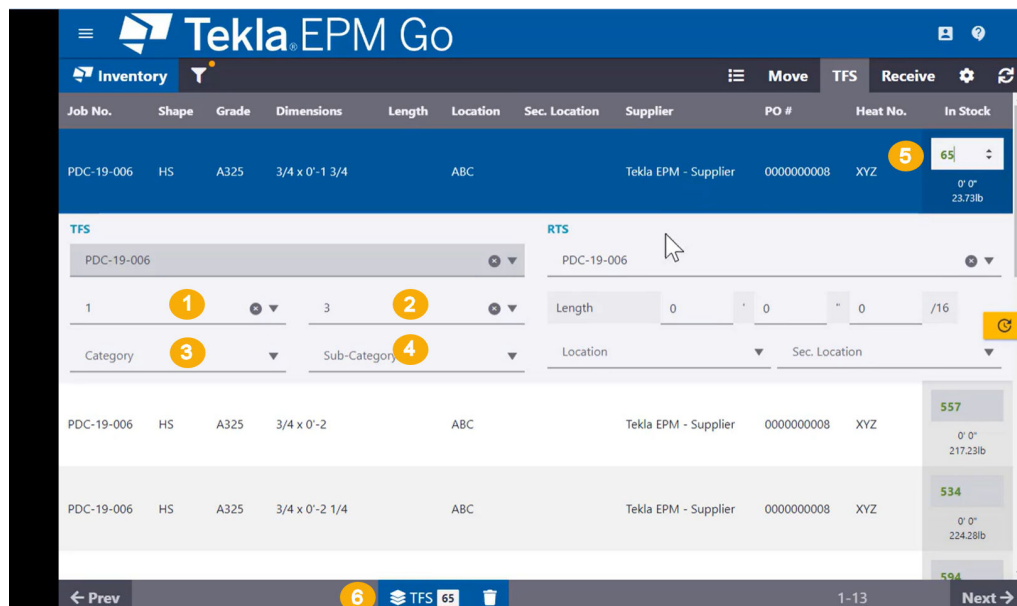 Tekla EPM Go
Inventory Move TFS Receive
Job No. Shape Grade Dimensions Length Location Sec. Location Supplier PO # Heat No. In Stock
PDC-19-006 HS A325 3/4 x 0'-1 3/4 ABC Tekla EPM - Supplier 0000000008 XYZ 5 65
0' 0"
23.73lb
TFS RTS
PDC-19-006 PDC-19-006
1 1 3 2 Length 0 ' 0 " 0 /16
Category 3 Sub-Category 4 Location Sec. Location
PDC-19-006 HS A325 3/4 x 0'-2 ABC Tekla EPM - Supplier 0000000008 XYZ 557
0' 0"
217.23lb
PDC-19-006 HS A325 3/4 x 0'-2 1/4 ABC Tekla EPM - Supplier 0000000008 XYZ 534
0' 0"
224.28lb
594
Prev 6 TFS 65 1-13 Next